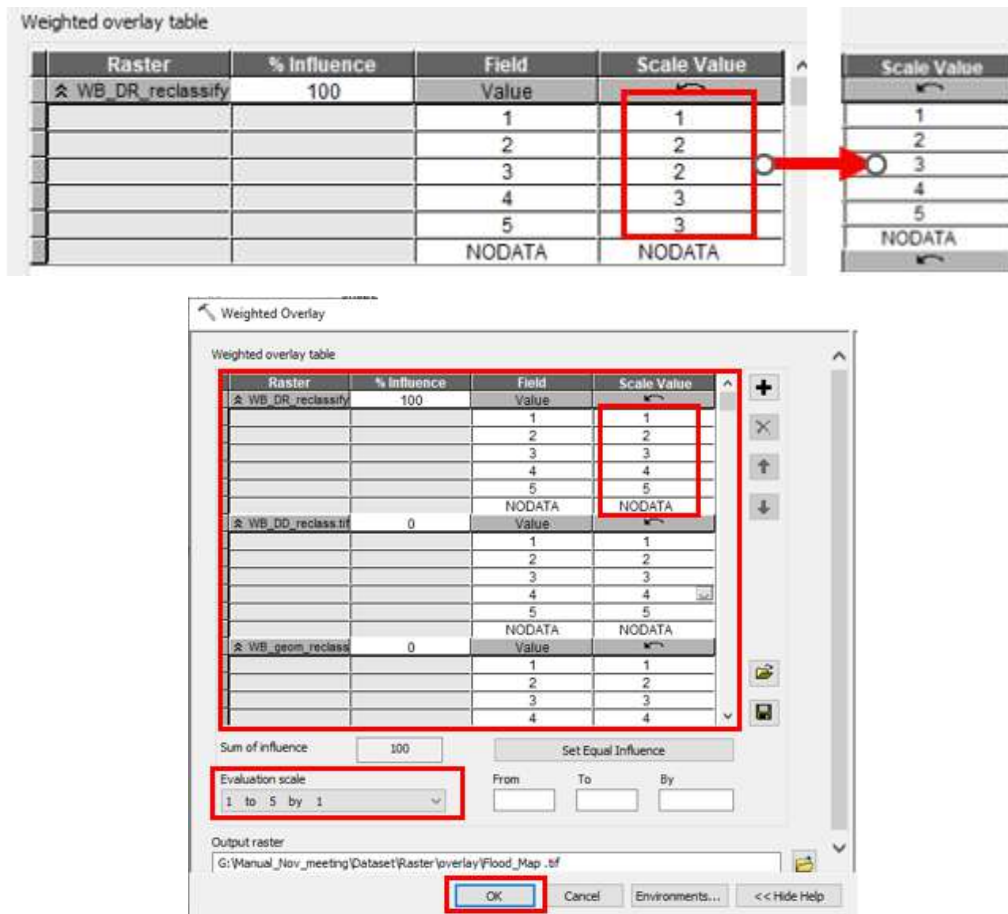 Weighted overlay table
Raster % Influence Field Scale Value
WB_DR_reclassify 100 Value
1 1
2 2
3 2
4 3
5 3
NODATA NODATA
Scale Value
1
2
3
4
5
NODATA
Weighted Overlay
Weighted overlay table
Raster % Influence Field Scale Value
WB_DR_reclassify 100 Value
1 1
2 2
3 3
4 4
5 5
NODATA NODATA
WB_DD_reclass.tif 0 Value
1 1
2 2
3 3
4 4
5 5
NODATA NODATA
WB_geom_reclass 0 Value
1 1
2 2
3 3
4 4
Sum of influence 100 Set Equal Influence
Evaluation scale From To By
1 to 5 by 1
Output raster
G:\Manual_Nov_meeting\Dataset\Raster\overlay\Flood_Map .tif
OK Cancel Environments... << Hide Help